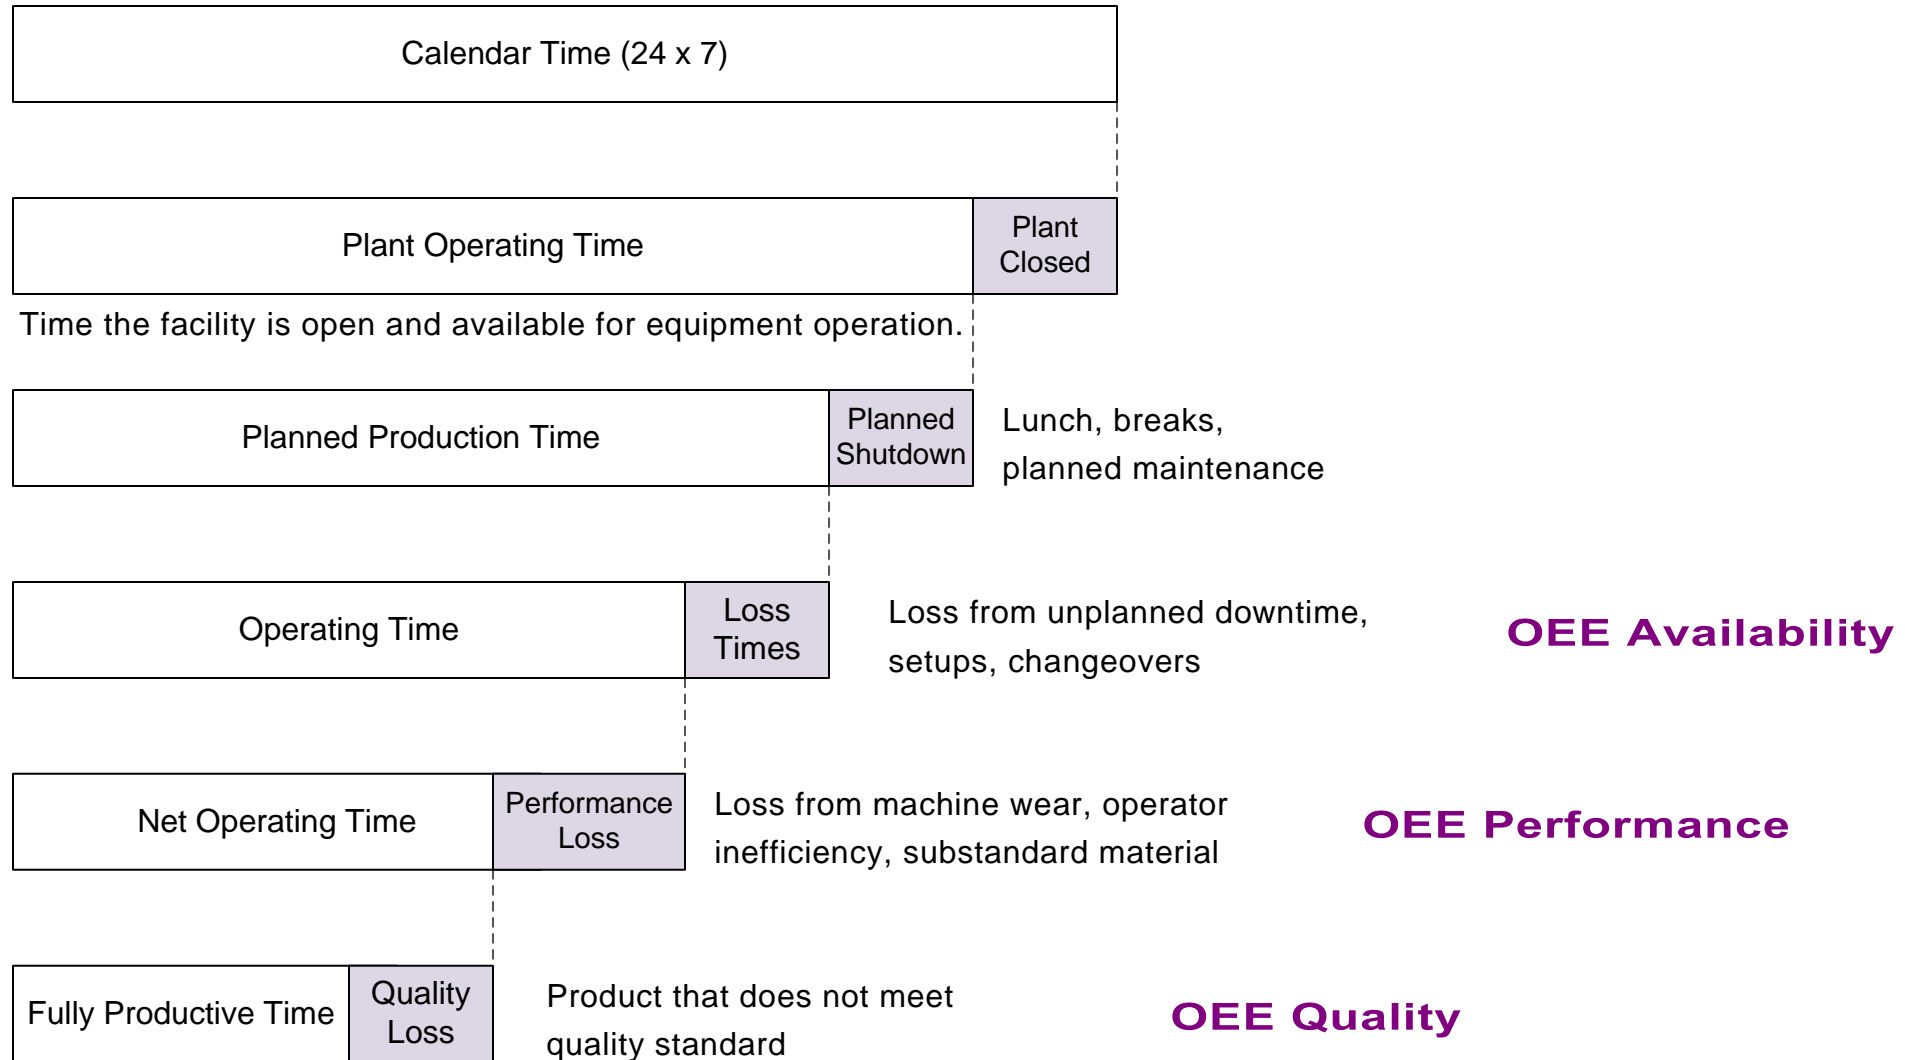 Calendar Time (24 x 7)
Plant Operating Time
Plant
Closed
Time the facility is open and available for equipment operation.
Planned Production Time
Planned
Shutdown
Lunch, breaks,
planned maintenance
Operating Time
Loss
Times
Loss from unplanned downtime,
setups, changeovers
OEE Availability
Net Operating Time
Performance
Loss
Loss from machine wear, operator
inefficiency, substandard material
OEE Performance
Fully Productive Time
Quality
Loss
Product that does not meet
quality standard
OEE Quality